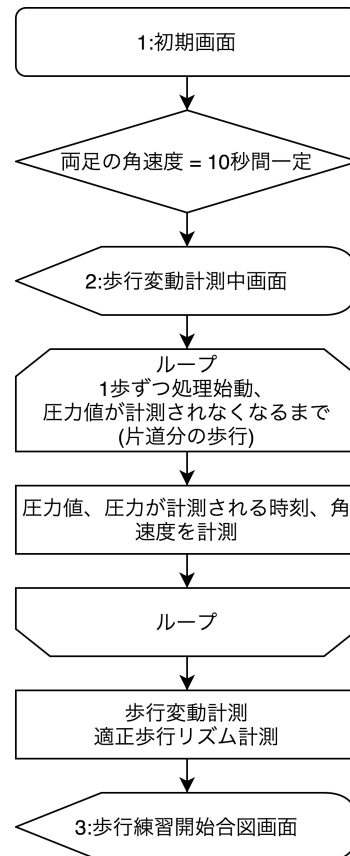 1:初期画面
両足の角速度 = 10秒間一定
2:歩行変動計測中画面
ループ
1歩ずつ処理始動、
圧力値が計測されなくなるまで
(片道分の歩行)
圧力値、圧力が計測される時刻、角
速度を計測
ループ
歩行変動計測
適正歩行リズム計測
3:歩行練習開始合図画面